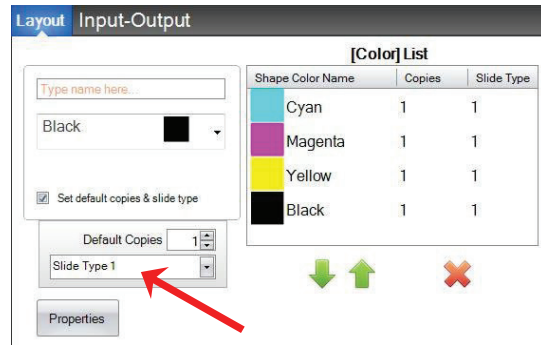 Layout Input-Output
[Color] List
Type name here...
Black
Set default copies & slide type
Default Copies 1
Slide Type 1
Properties
Shape Color Name Copies Slide Type
Cyan 1 1
Magenta 1 1
Yellow 1 1
Black 1 1